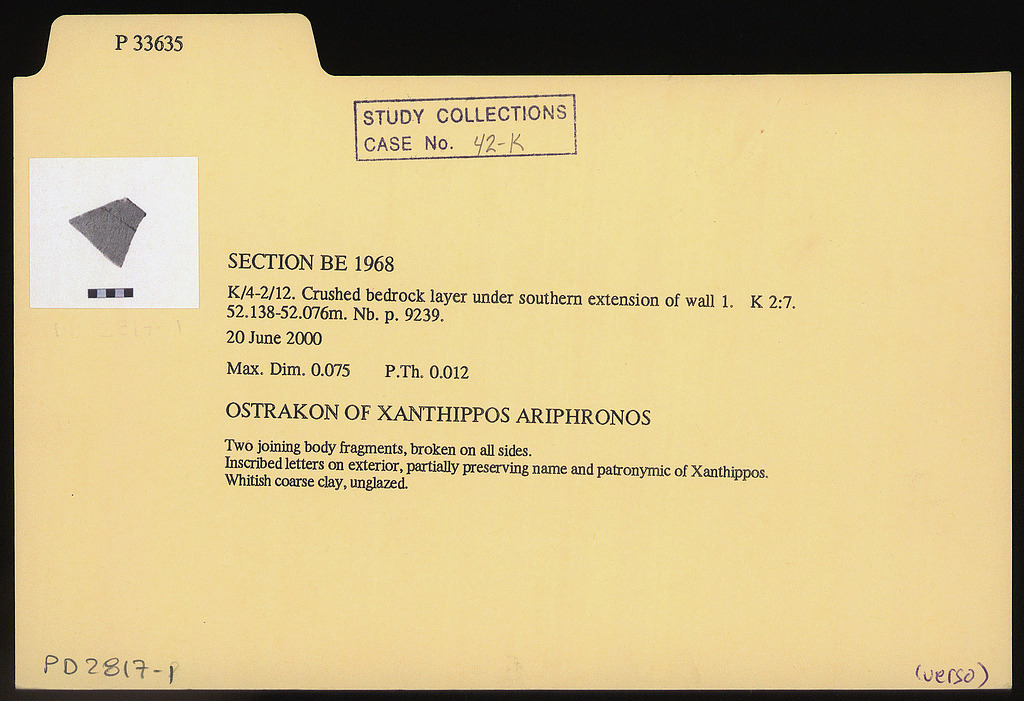 P 33635
STUDY COLLECTIONS
CASE No. 42-K
SECTION BE 1968
K/4-2/12. Crushed bedrock layer under southern extension of wall 1. K 2:7.
52.138-52.076m. Nb. p. 9239.
20 June 2000
Max. Dim. 0.075 P.Th. 0.012
OSTRAKON OF XANTHIPPOS ARIPHRONOS
Two joining body fragments, broken on all sides.
Inscribed letters on exterior, partially preserving name and patronymic of Xanthippos.
Whitish coarse clay, unglazed.
PD2817-1
(verso)